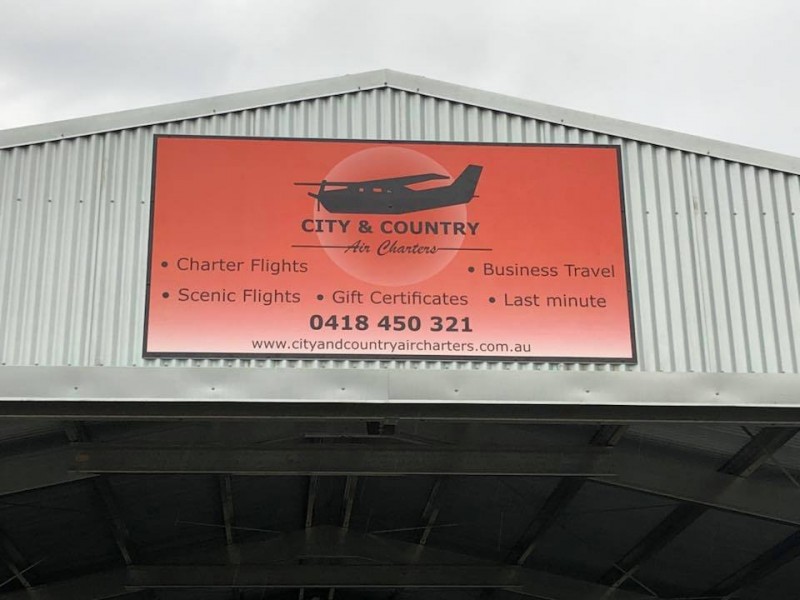 CITY & COUNTRY
Air Charters
• Charter Flights
• Business Travel
• Scenic Flights • Gift Certificates • Last minute
0418 450 321
www.cityandcountryaircharters.com.au